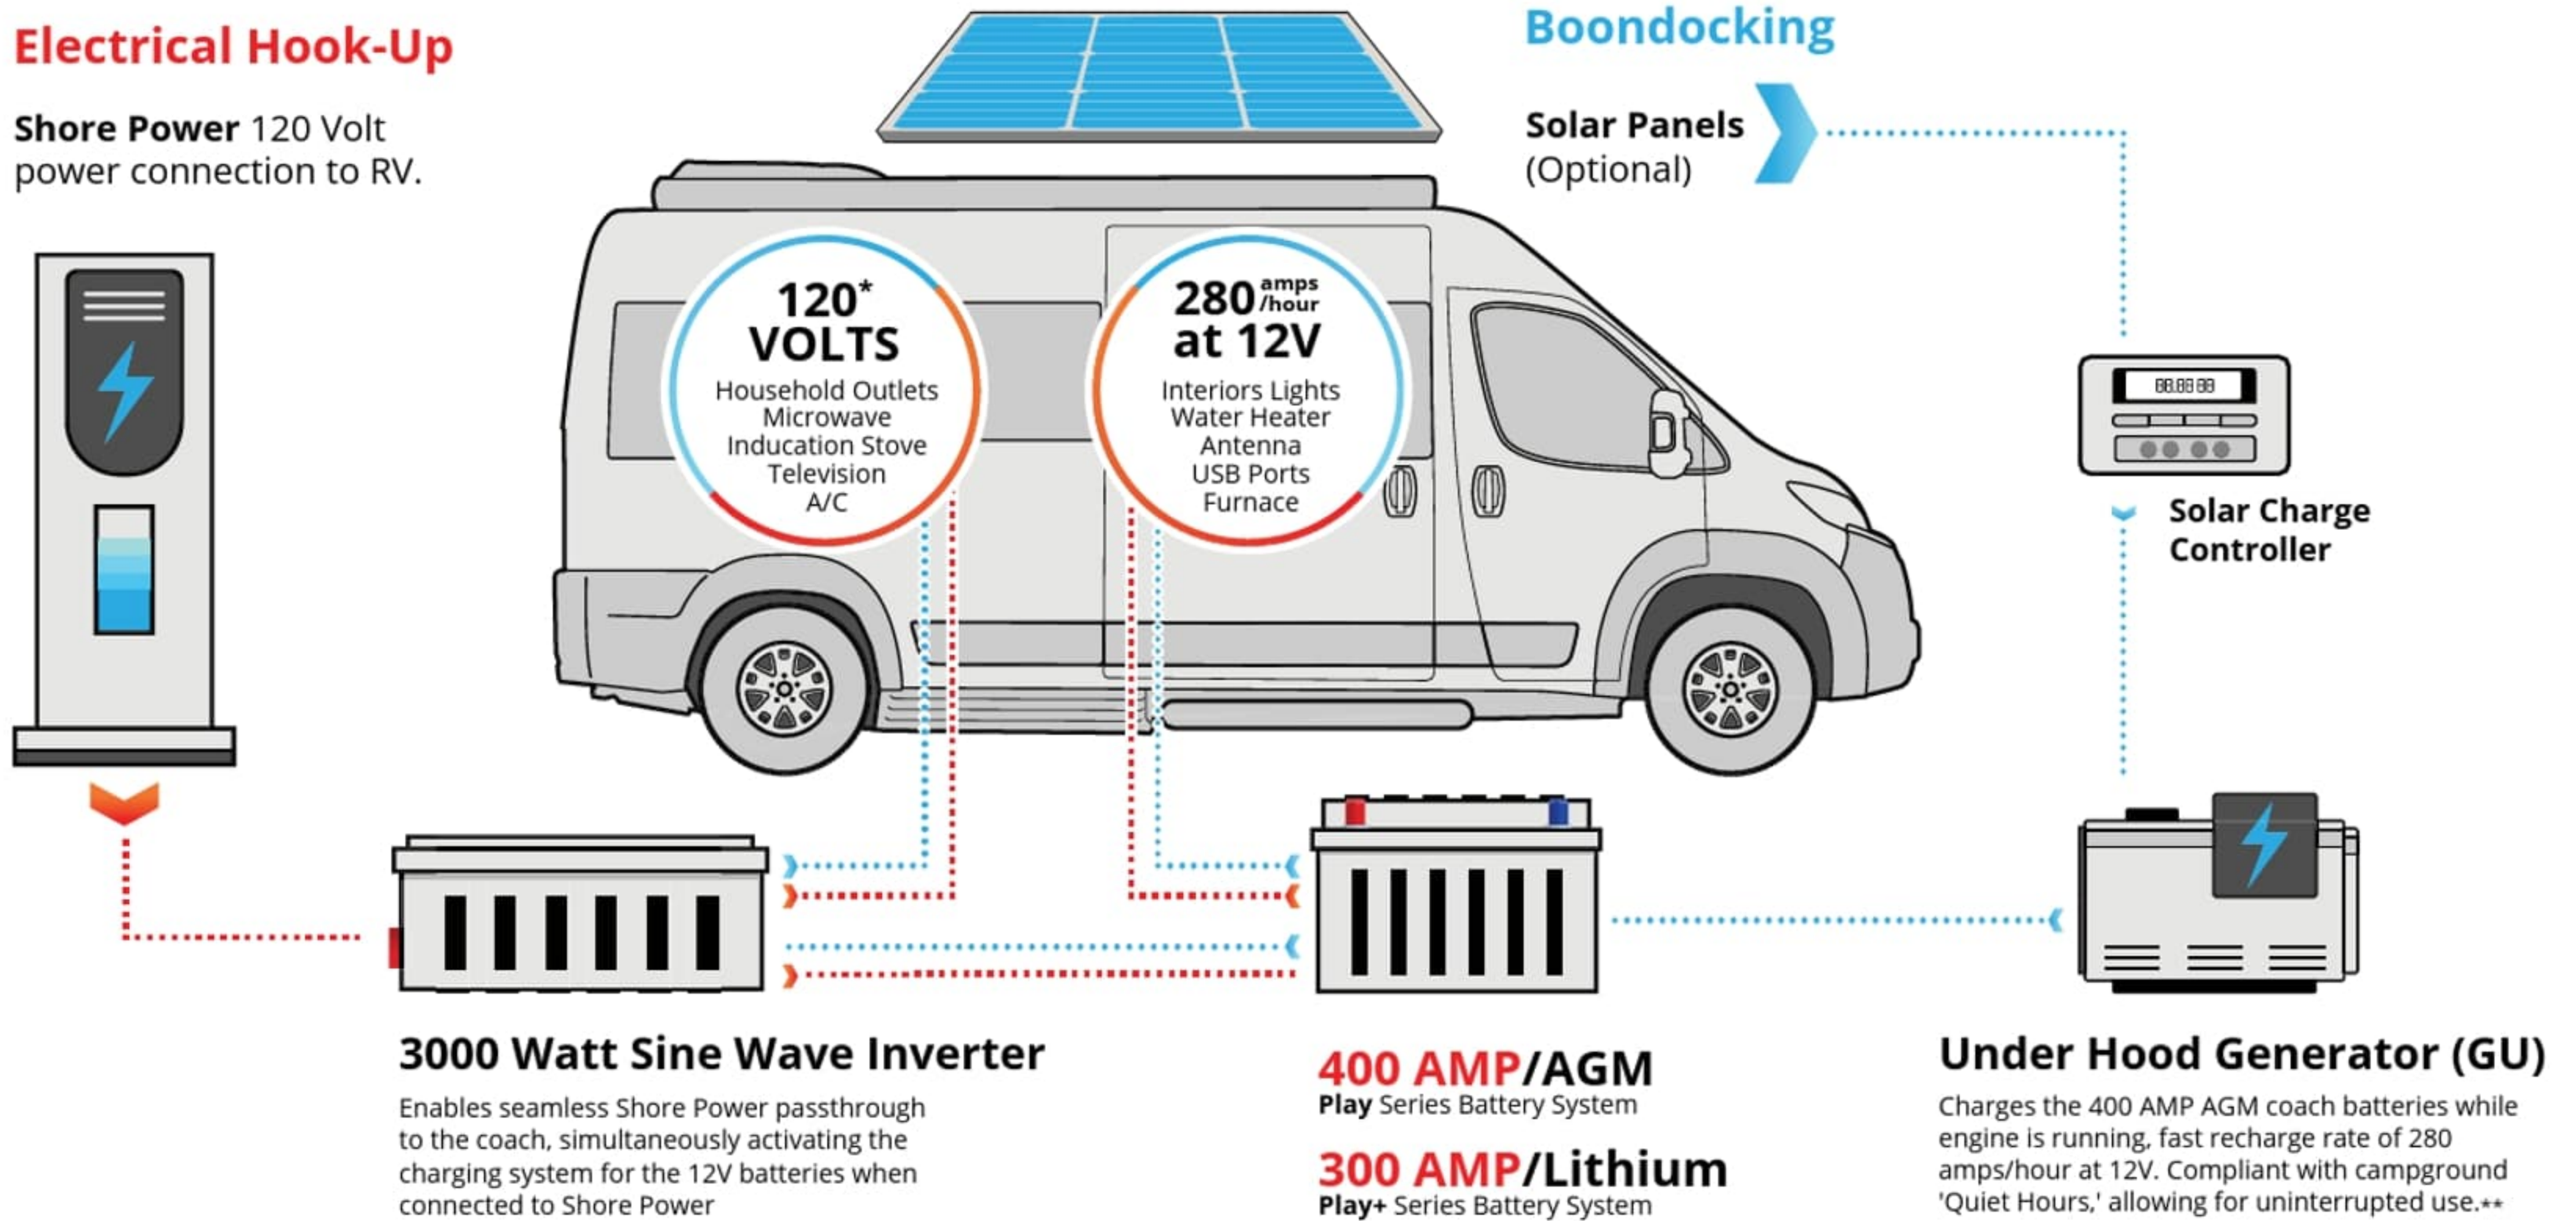 Electrical Hook-Up
Shore Power 120 Volt
power connection to RV.
Boondocking
Solar Panels
(Optional)
120*
VOLTS
Household Outlets
Microwave
Inducation Stove
Television
A/C
280 amps
/hour
at 12V
Interiors Lights
Water Heater
Antenna
USB Ports
Furnace
88.88 88
Solar Charge
Controller
3000 Watt Sine Wave Inverter
Enables seamless Shore Power passthrough
to the coach, simultaneously activating the
charging system for the 12V batteries when
connected to Shore Power
400 AMP/AGM
Play Series Battery System
300 AMP/Lithium
Play+ Series Battery System
Under Hood Generator (GU)
Charges the 400 AMP AGM coach batteries while
engine is running, fast recharge rate of 280
amps/hour at 12V. Compliant with campground
'Quiet Hours,' allowing for uninterrupted use.**